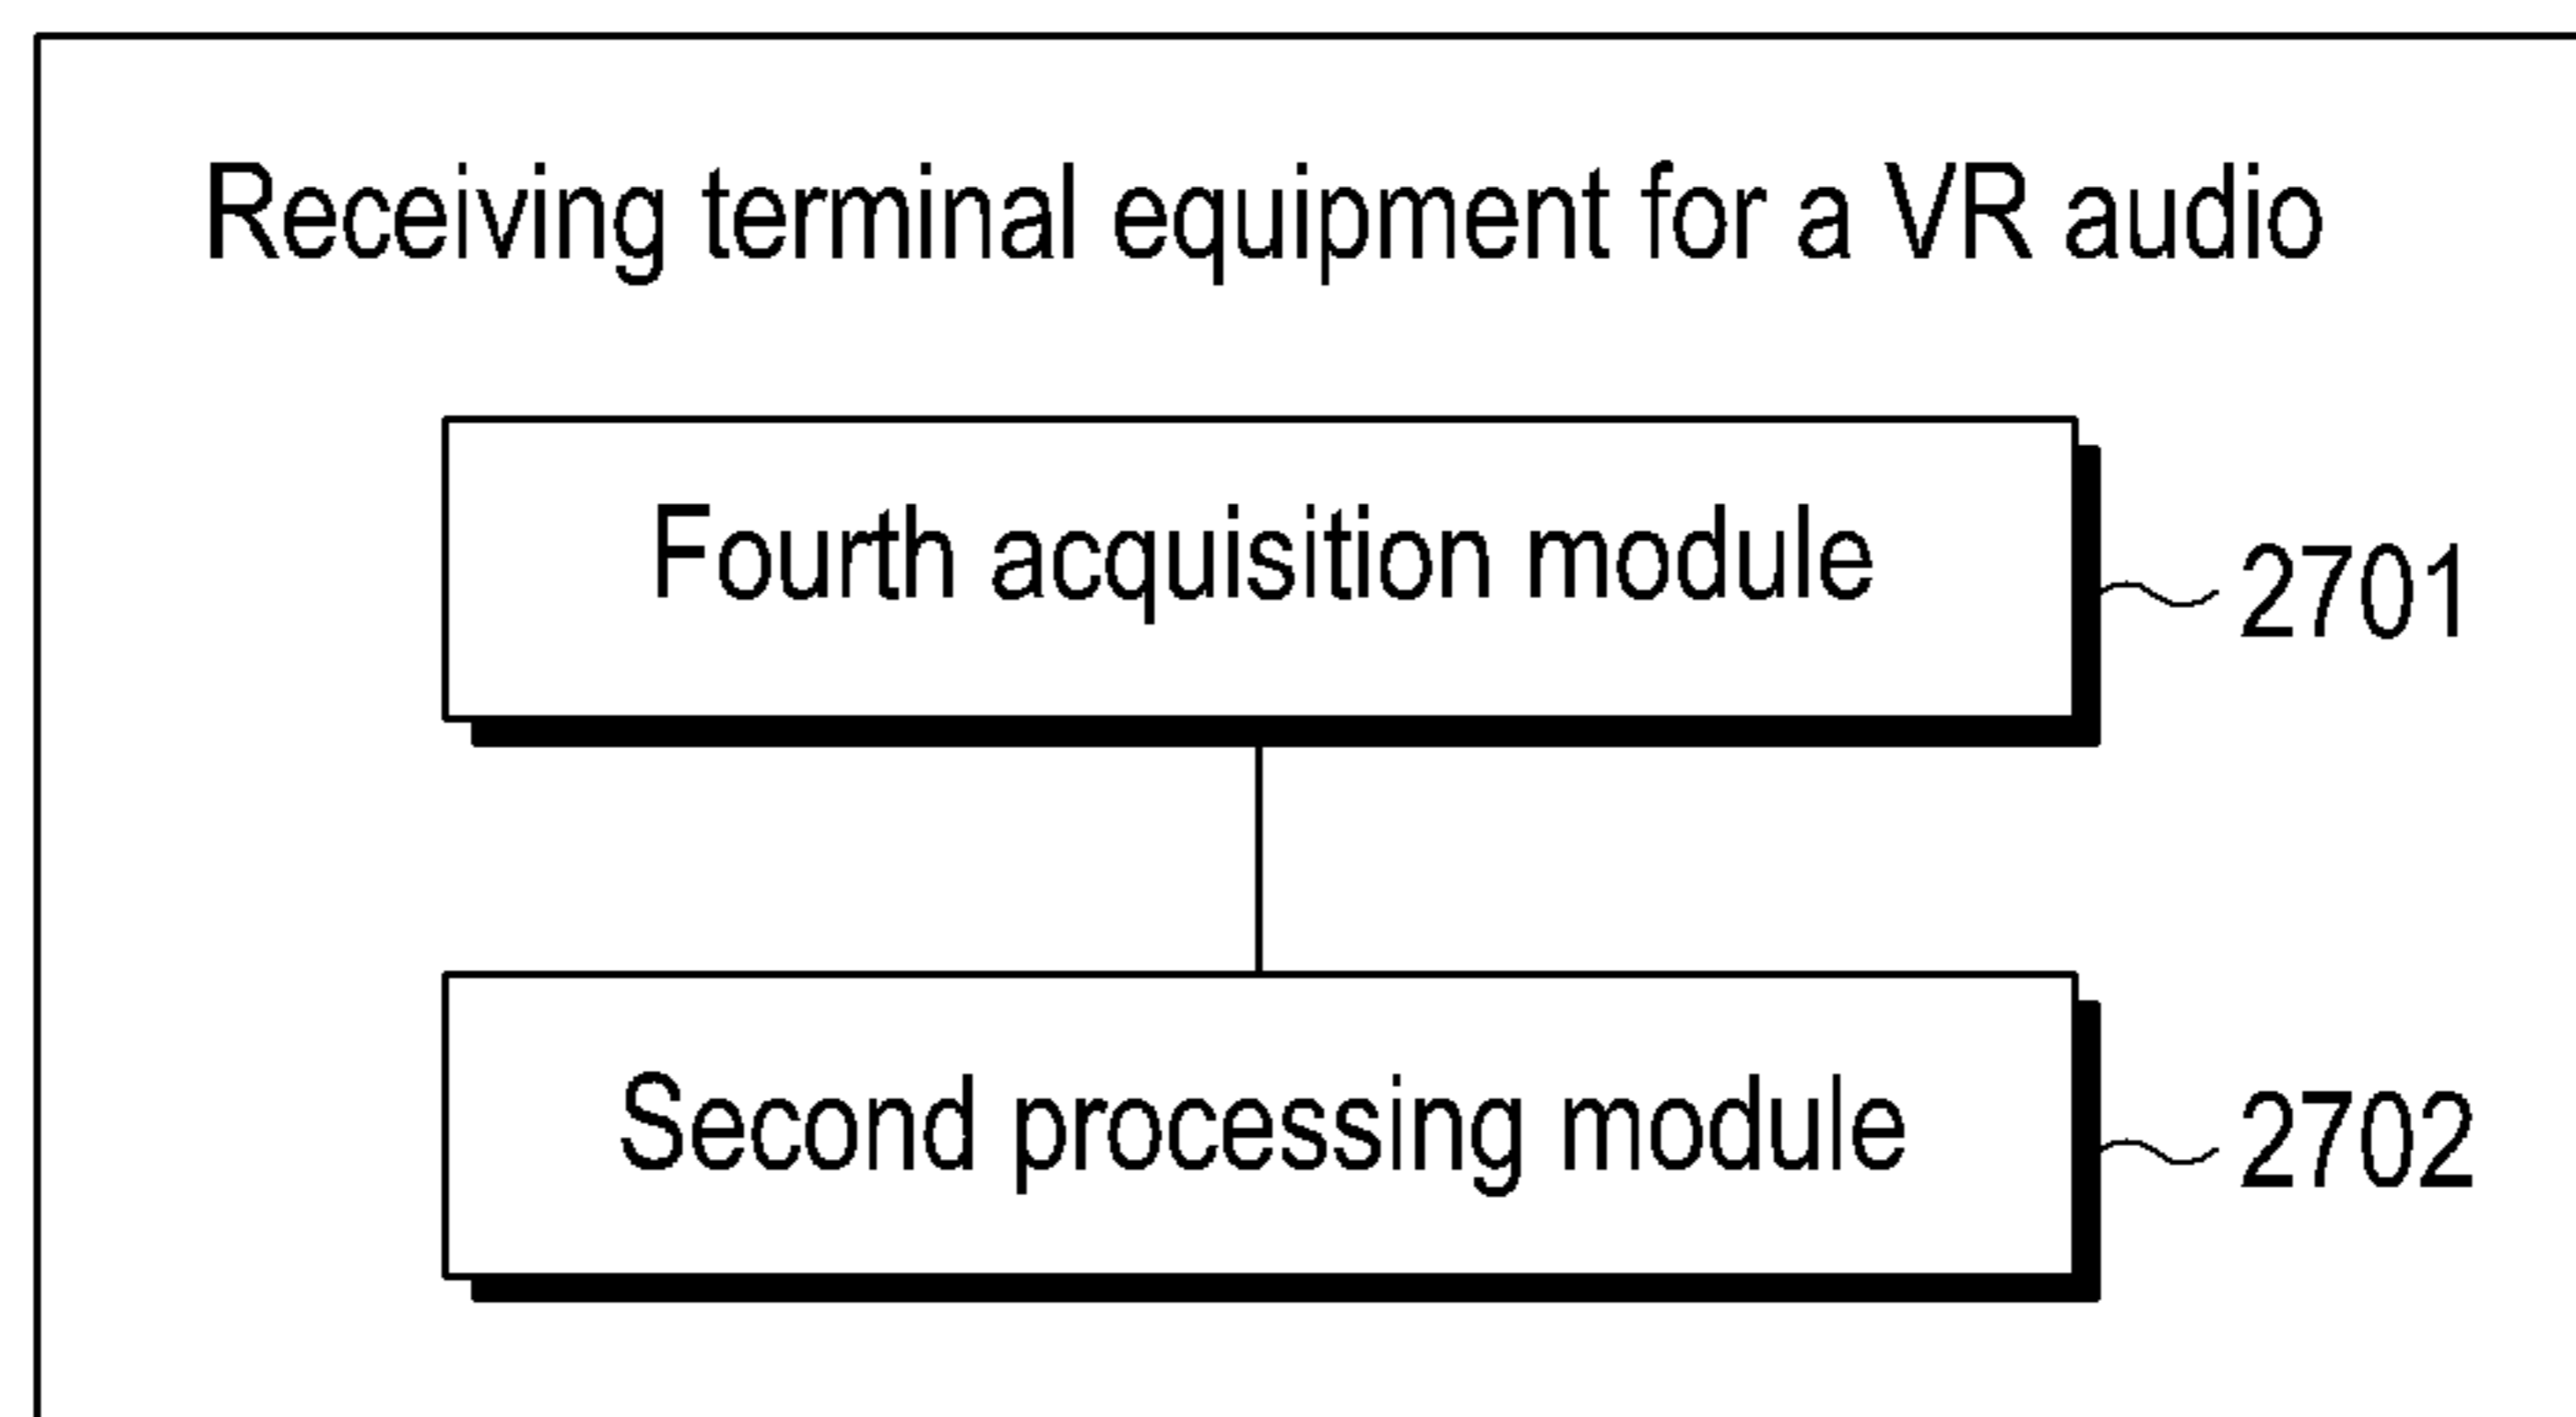 Receiving terminal equipment for a VR audio
Fourth acquisition module
2701
Second processing module
2702